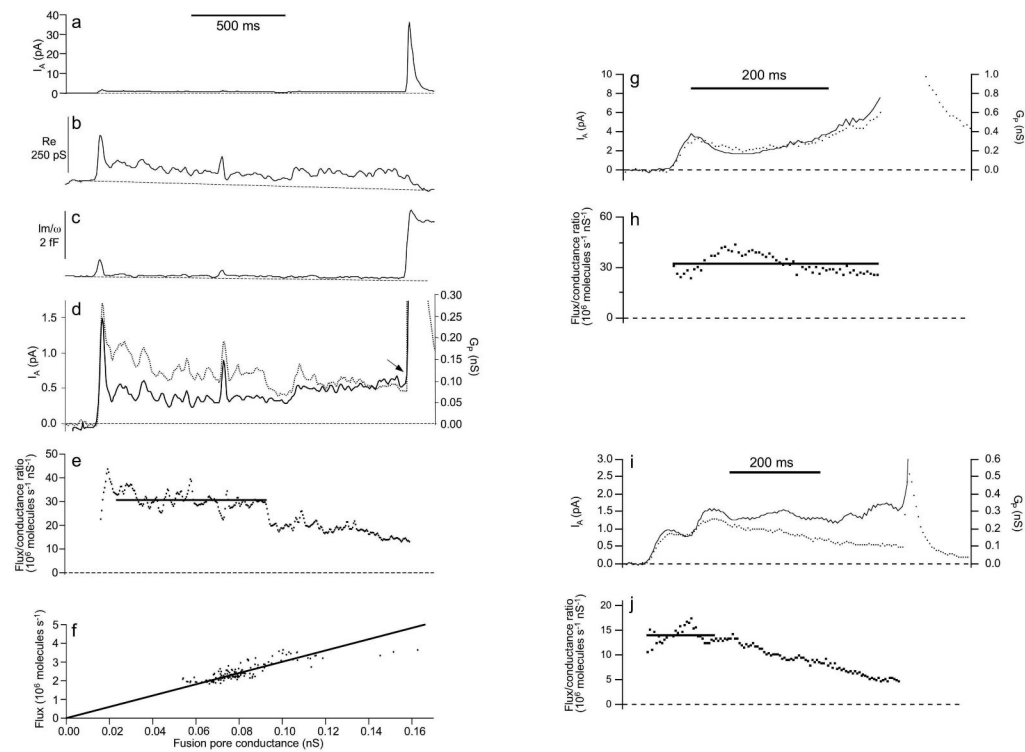 a
500 ms
40
30
20
10
0
I_A (pA)
b
Re
250 pS
c
Im/ω
2 fF
d
1.5
1.0
0.5
0.0
I_A (pA)
0.30
0.25
0.20
0.15
0.10
0.05
0.00
G_p (nS)
e
50
40
30
20
10
0
Flux/conductance ratio
(10⁶ molecules s⁻¹ nS⁻¹)
f
5
4
3
2
1
0
Flux (10⁶ molecules s⁻¹)
0.00 0.02 0.04 0.06 0.08 0.10 0.12 0.14 0.16
Fusion pore conductance (nS)
g
200 ms
10
8
6
4
2
0
I_A (pA)
1.0
0.8
0.6
0.4
0.2
0.0
G_p (nS)
h
60
30
0
Flux/conductance ratio
(10⁶ molecules s⁻¹ nS⁻¹)
i
200 ms
3.0
2.5
2.0
1.5
1.0
0.5
0.0
I_A (pA)
0.6
0.5
0.4
0.3
0.2
0.1
0.0
G_p (nS)
j
20
15
10
5
0
Flux/conductance ratio
(10⁶ molecules s⁻¹ nS⁻¹)